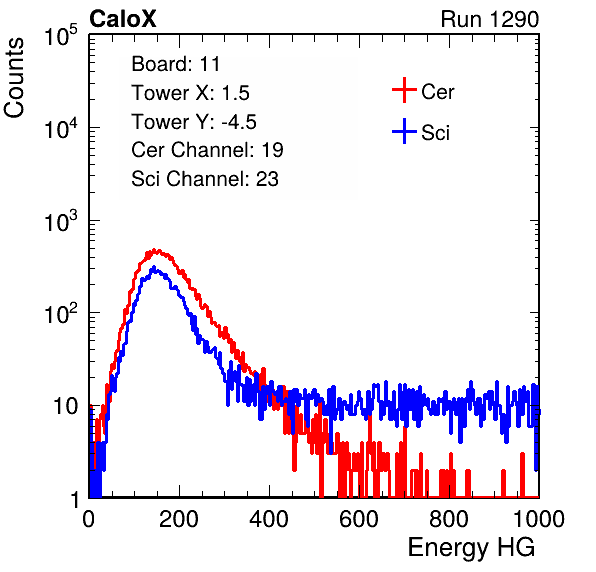 CaloX Run 1290
Counts
Board: 11
Tower X: 1.5
Tower Y: -4.5
Cer Channel: 19
Sci Channel: 23
Cer
Sci
10^5
10^4
10^3
10^2
10
1
0 200 400 600 800 1000
Energy HG